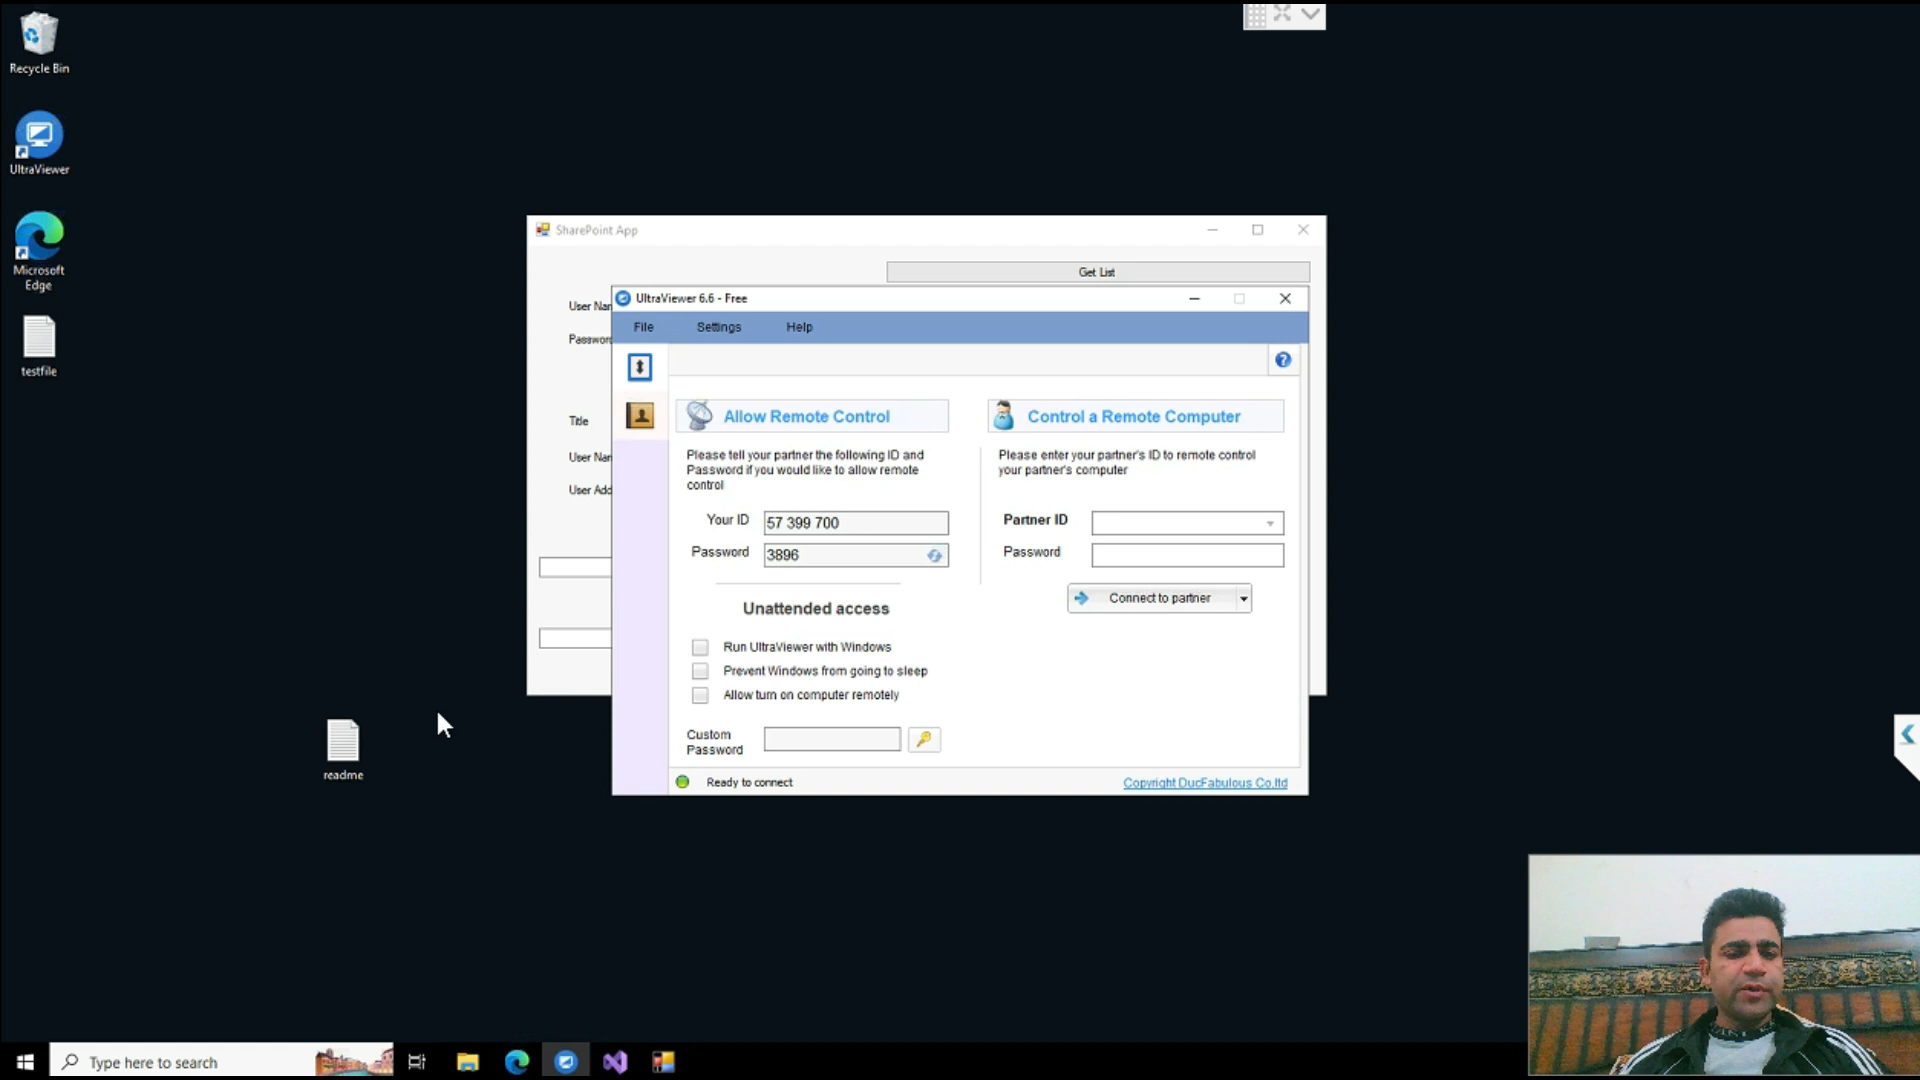 Recycle Bin
UltraViewer
Microsoft
Edge
testfile
readme
SharePoint App
Get List
User Nam
Password
Title
User Nam
User Add
UltraViewer 6.6 - Free
File Settings Help
Allow Remote Control
Please tell your partner the following ID and
Password if you would like to allow remote
control
Your ID 57 399 700
Password 3896
Unattended access
Run UltraViewer with Windows
Prevent Windows from going to sleep
Allow turn on computer remotely
Custom
Password
Control a Remote Computer
Please enter your partner's ID to remote control
your partner's computer
Partner ID
Password
Connect to partner
Ready to connect
Copyright DucFabulous Co,ltd
Type here to search